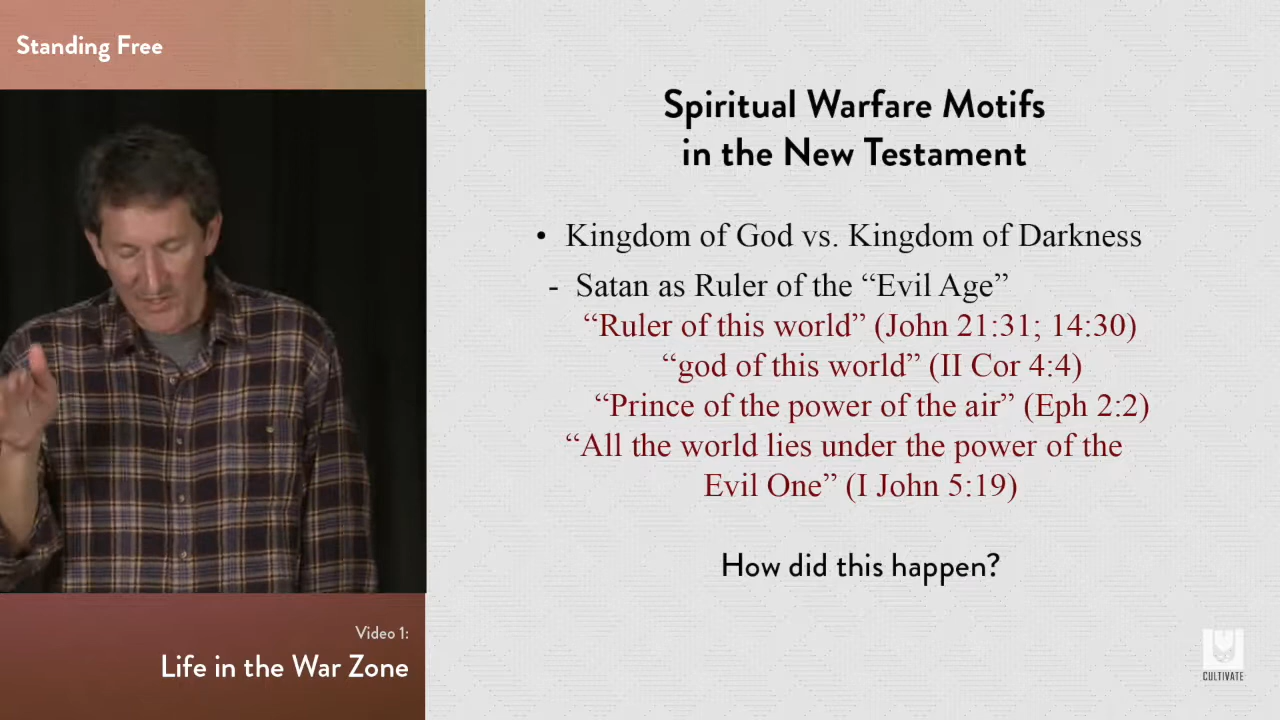 Standing Free
Spiritual Warfare Motifs
in the New Testament
• Kingdom of God vs. Kingdom of Darkness
- Satan as Ruler of the “Evil Age”
“Ruler of this world” (John 21:31; 14:30)
“god of this world” (II Cor 4:4)
“Prince of the power of the air” (Eph 2:2)
“All the world lies under the power of the
Evil One” (I John 5:19)
How did this happen?
Video 1:
Life in the War Zone
CULTIVATE